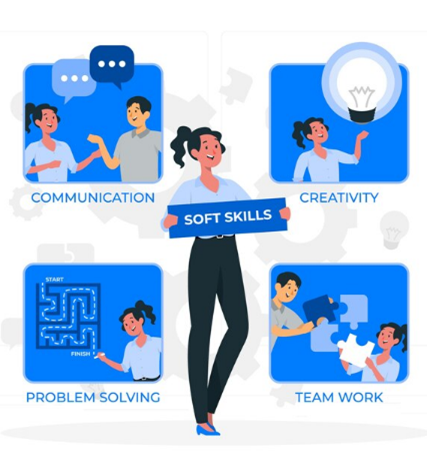 COMMUNICATION
CREATIVITY
SOFT SKILLS
START
FINISH
PROBLEM SOLVING
TEAM WORK